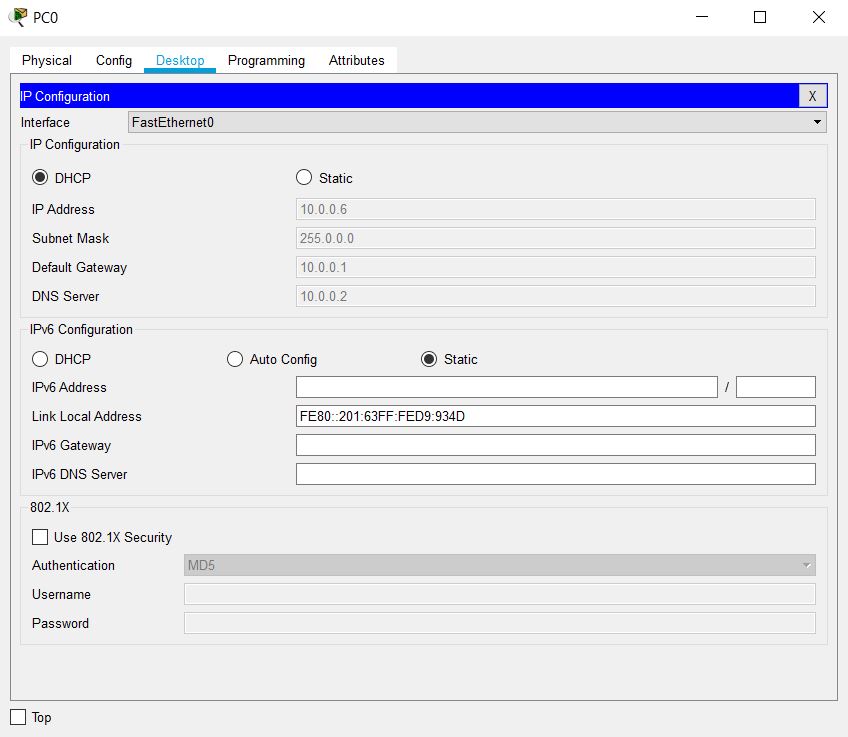 PC0
Physical Config Desktop Programming Attributes
IP Configuration X
Interface FastEthernet0
IP Configuration
DHCP Static
IP Address 10.0.0.6
Subnet Mask 255.0.0.0
Default Gateway 10.0.0.1
DNS Server 10.0.0.2
IPv6 Configuration
DHCP Auto Config Static
IPv6 Address /
Link Local Address FE80::201:63FF:FED9:934D
IPv6 Gateway
IPv6 DNS Server
802.1X
Use 802.1X Security
Authentication MD5
Username
Password
Top